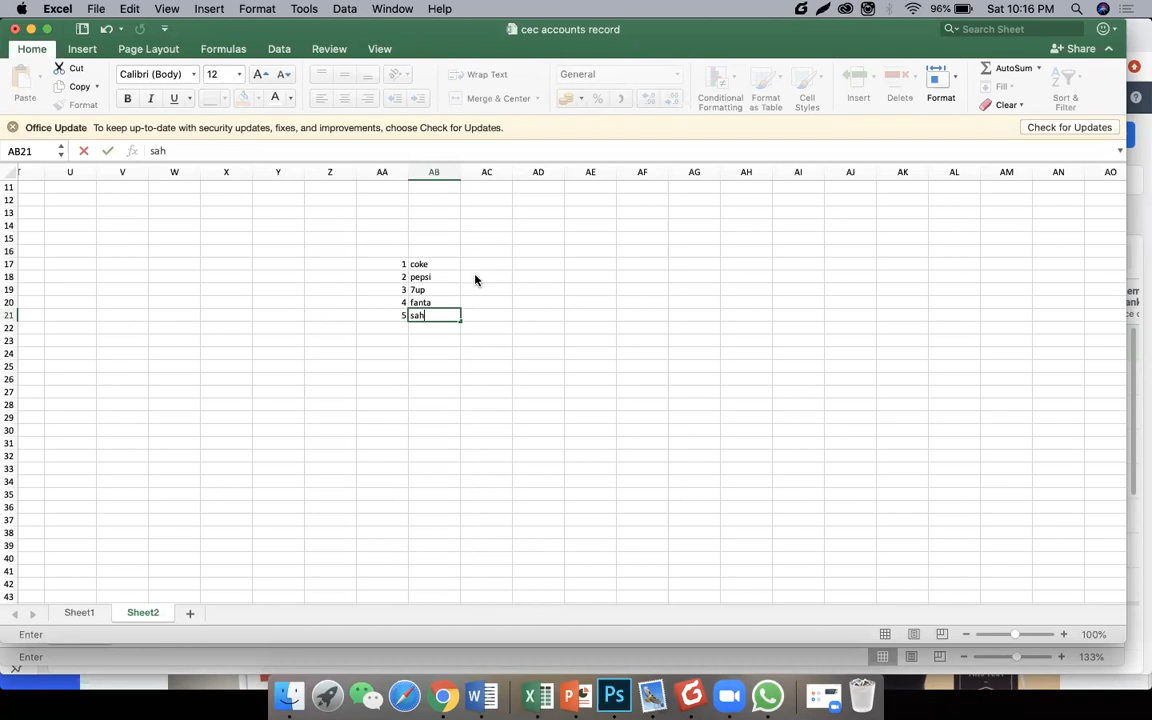 Excel File Edit View Insert Format Tools Data Window Help 96% Sat 10:16 PM
cec accounts record Search Sheet
Home Insert Page Layout Formulas Data Review View Share
Paste Cut Copy Format Calibri (Body) 12 A A B I U A Wrap Text Merge & Center General % Conditional Formatting Format as Table Cell Styles Insert Delete Format AutoSum Fill Clear Sort & Filter
Office Update To keep up-to-date with security updates, fixes, and improvements, choose Check for Updates. Check for Updates
AB21 fx sah
U V W X Y Z AA AB AC AD AE AF AG AH AI AJ AK AL AM AN AO
11
12
13
14
15
16
17 1 coke
18 2 pepsi
19 3 7up
20 4 fanta
21 5 sah
22
23
24
25
26
27
28
29
30
31
32
33
34
35
36
37
38
39
40
41
42
43
Sheet1 Sheet2 +
Enter 100%
Enter 133%
W X P Ps